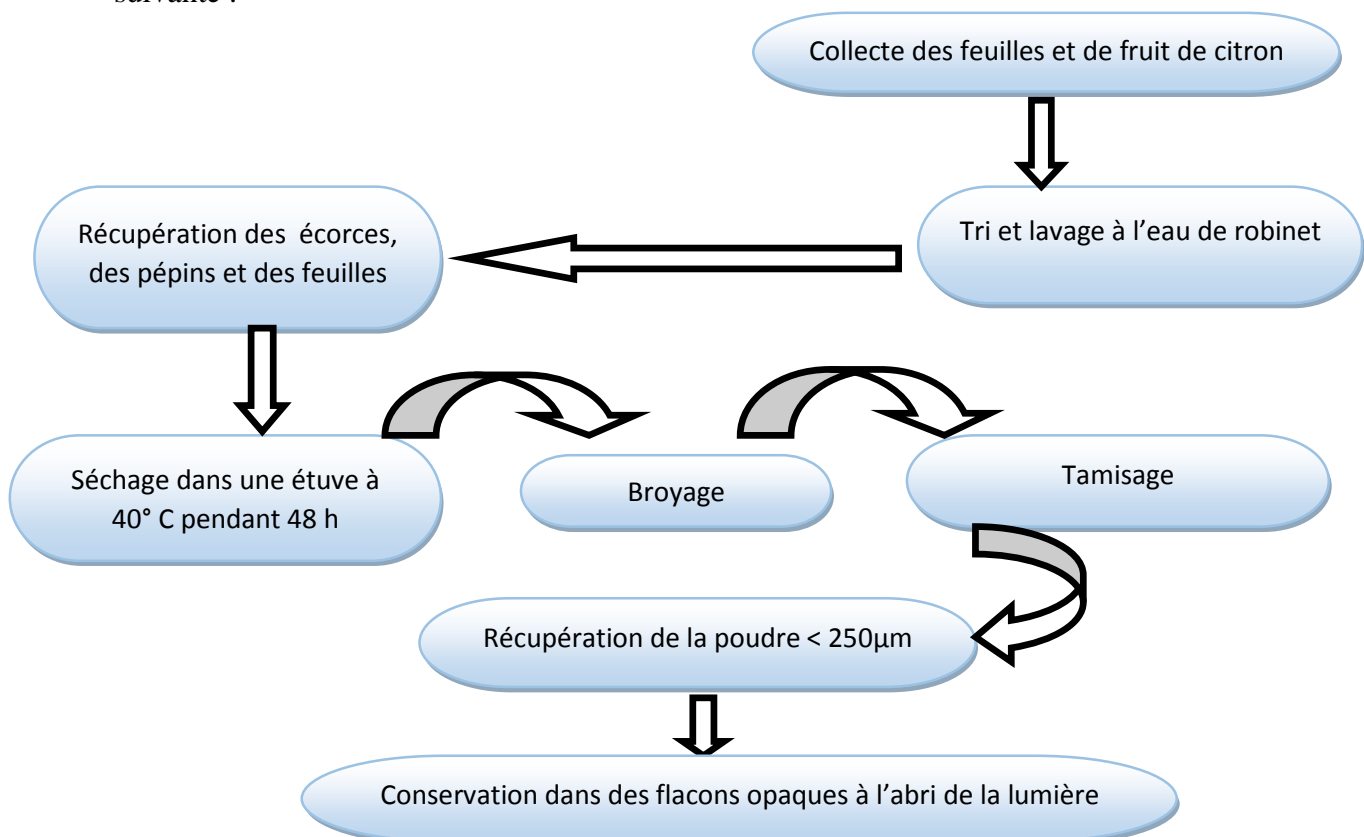 suivante :
Collecte des feuilles et de fruit de citron
Tri et lavage à l’eau de robinet
Récupération des  écorces,
des pépins et des feuilles
Séchage dans une étuve à
40° C pendant 48 h
Broyage
Tamisage
Récupération de la poudre < 250µm
Conservation dans des flacons opaques à l’abri de la lumière